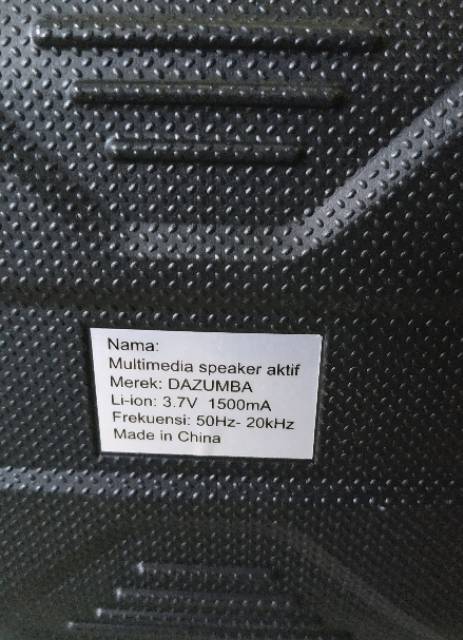 Nama:
Multimedia speaker aktif
Merek: DAZUMBA
Li-ion: 3.7V 1500mA
Frekuensi: 50Hz- 20kHz
Made in China